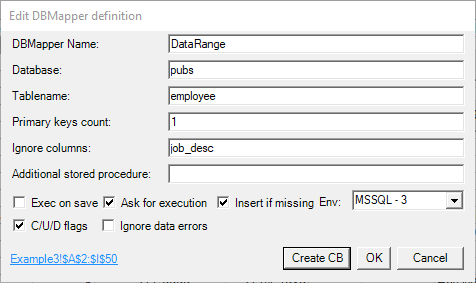 Edit DBMapper definition
DBMapper Name: DataRange
Database: pubs
Tablename: employee
Primary keys count: 1
Ignore columns: job_desc
Additional stored procedure:
Exec on save Ask for execution Insert if missing Env: MSSQL - 3
C/U/D flags Ignore data errors
Example3!$A$2:$I$50 Create CB OK Cancel